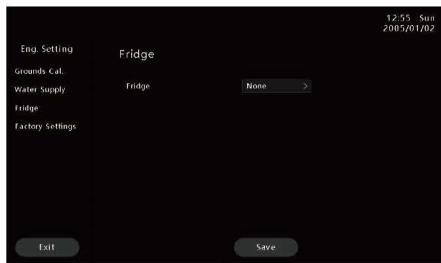 12:55 Sun
2005/01/02
Eng. Setting
Grounds Cal.
Water Supply
Fridge
Factory Settings
Fridge
Fridge None >
Exit
Save